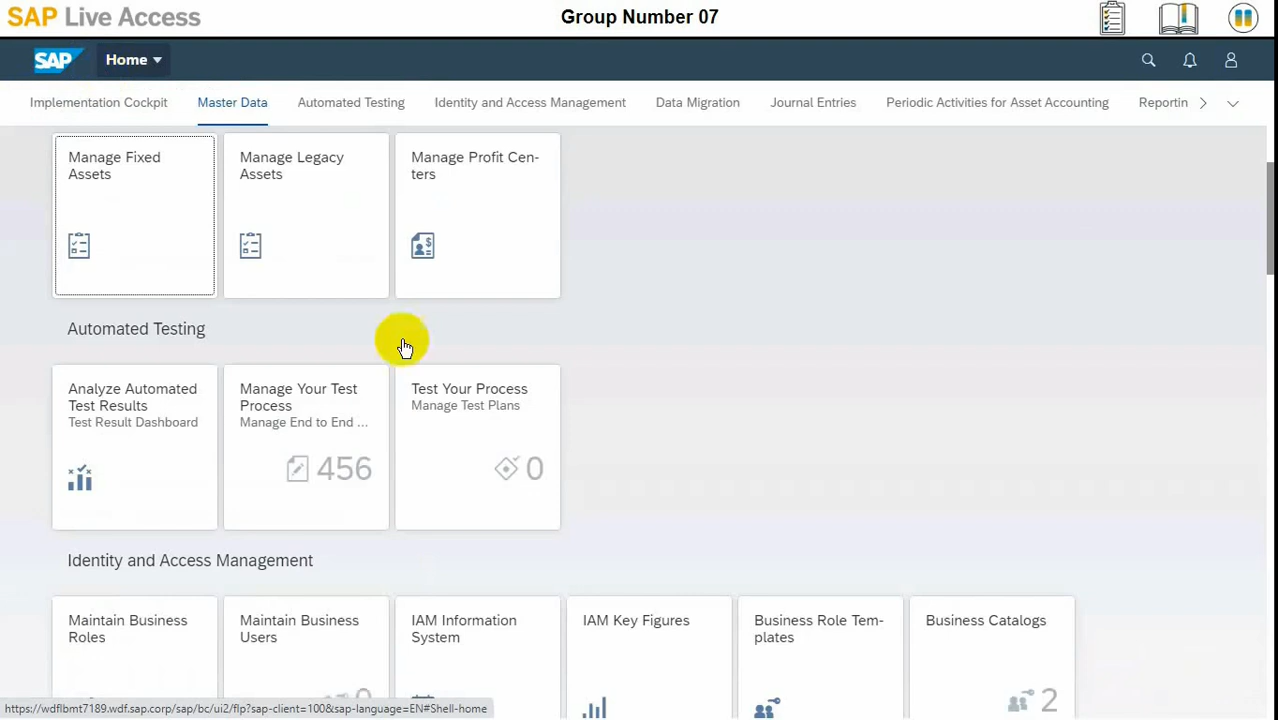 SAP Live Access
Group Number 07
SAP
Home
Implementation Cockpit
Master Data
Automated Testing
Identity and Access Management
Data Migration
Journal Entries
Periodic Activities for Asset Accounting
Reportin
Manage Fixed
Assets
Manage Legacy
Assets
Manage Profit Cen-
ters
Automated Testing
Analyze Automated
Test Results
Test Result Dashboard
Manage Your Test
Process
Manage End to End ...
456
Test Your Process
Manage Test Plans
0
Identity and Access Management
Maintain Business
Roles
Maintain Business
Users
IAM Information
System
IAM Key Figures
Business Role Tem-
plates
Business Catalogs
2
https://wdflbmt7189.wdf.sap.corp/sap/bc/ui2/flp?sap-client=100&sap-language=EN#Shell-home